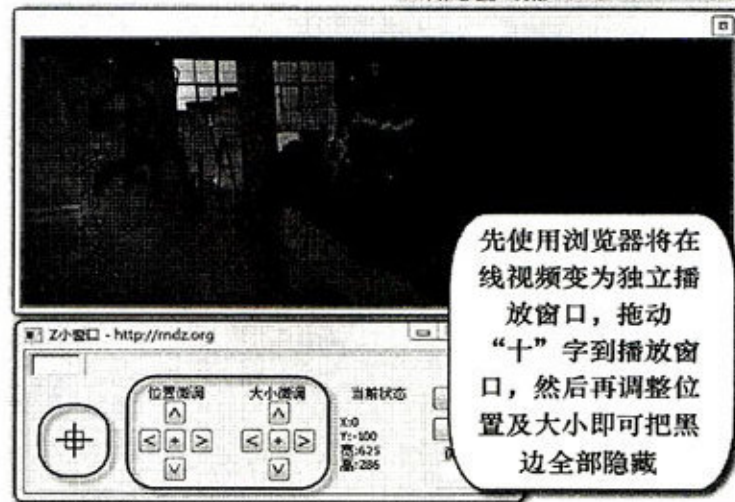 Z小窗口 - http://rndz.org
位置微调 大小微调 当前状态
X:0
Y:-100
宽:625
高:286
先使用浏览器将在
线视频变为独立播
放窗口，拖动
“十”字到播放窗
口，然后再调整位
置及大小即可把黑
边全部隐藏